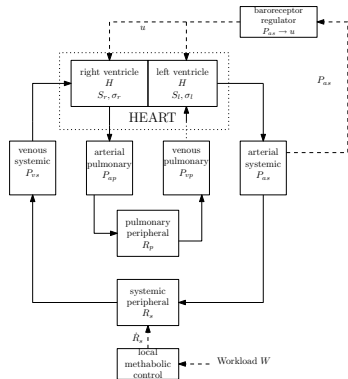 baroreceptor
regulator
P_as → u
u
P_as
right ventricle
H
S_r, σ_r
left ventricle
H
S_l, σ_l
HEART
venous
systemic
P_vs
arterial
pulmonary
P_ap
venous
pulmonary
P_vp
arterial
systemic
P_as
pulmonary
peripheral
R_p
systemic
peripheral
R_s
Ṙ_s
local
methabolic
control
Workload W